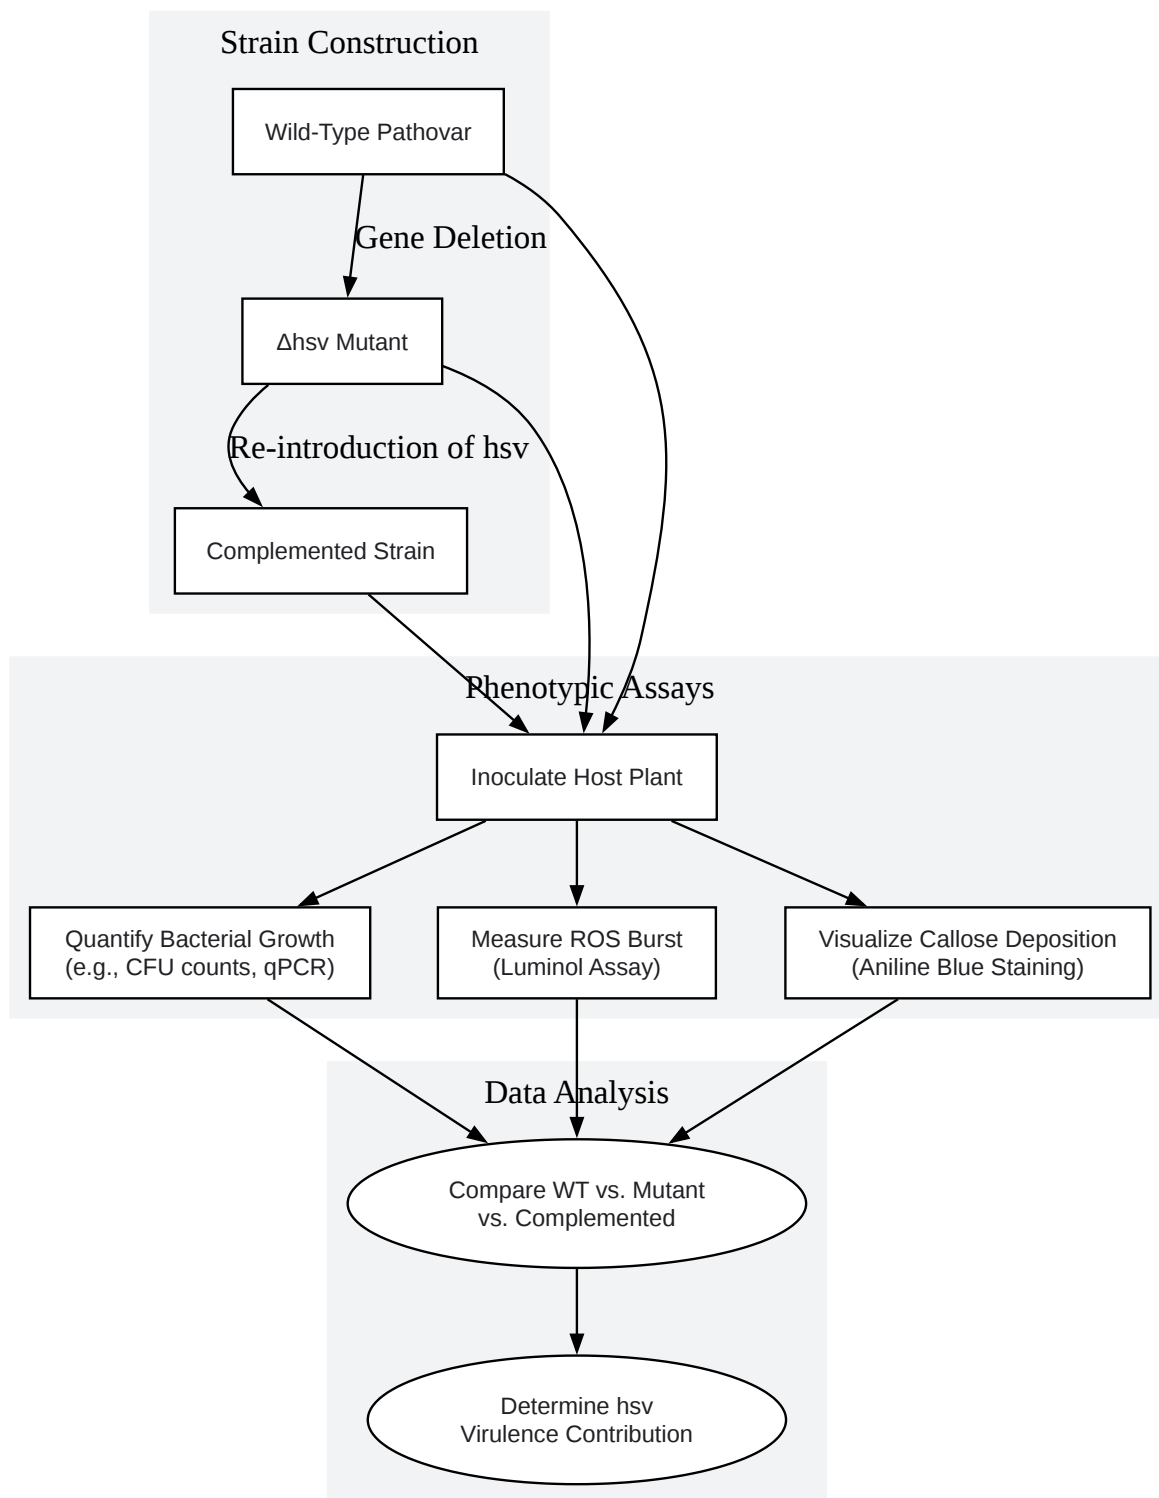 Strain Construction
Wild-Type Pathovar
Gene Deletion
Δhsv Mutant
Re-introduction of hsv
Complemented Strain
Phenotypic Assays
Inoculate Host Plant
Quantify Bacterial Growth
(e.g., CFU counts, qPCR)
Measure ROS Burst
(Luminol Assay)
Visualize Callose Deposition
(Aniline Blue Staining)
Data Analysis
Compare WT vs. Mutant
vs. Complemented
Determine hsv
Virulence Contribution